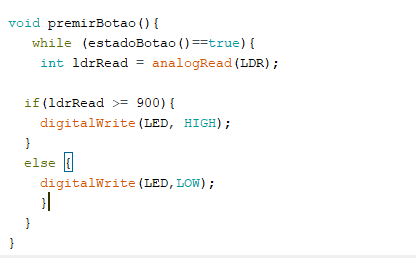 void premirBotao(){
while (estadoBotao()==true){
int ldrRead = analogRead(LDR);
if(ldrRead >= 900){
digitalWrite(LED, HIGH);
}
else {
digitalWrite(LED,LOW);
}
}
}